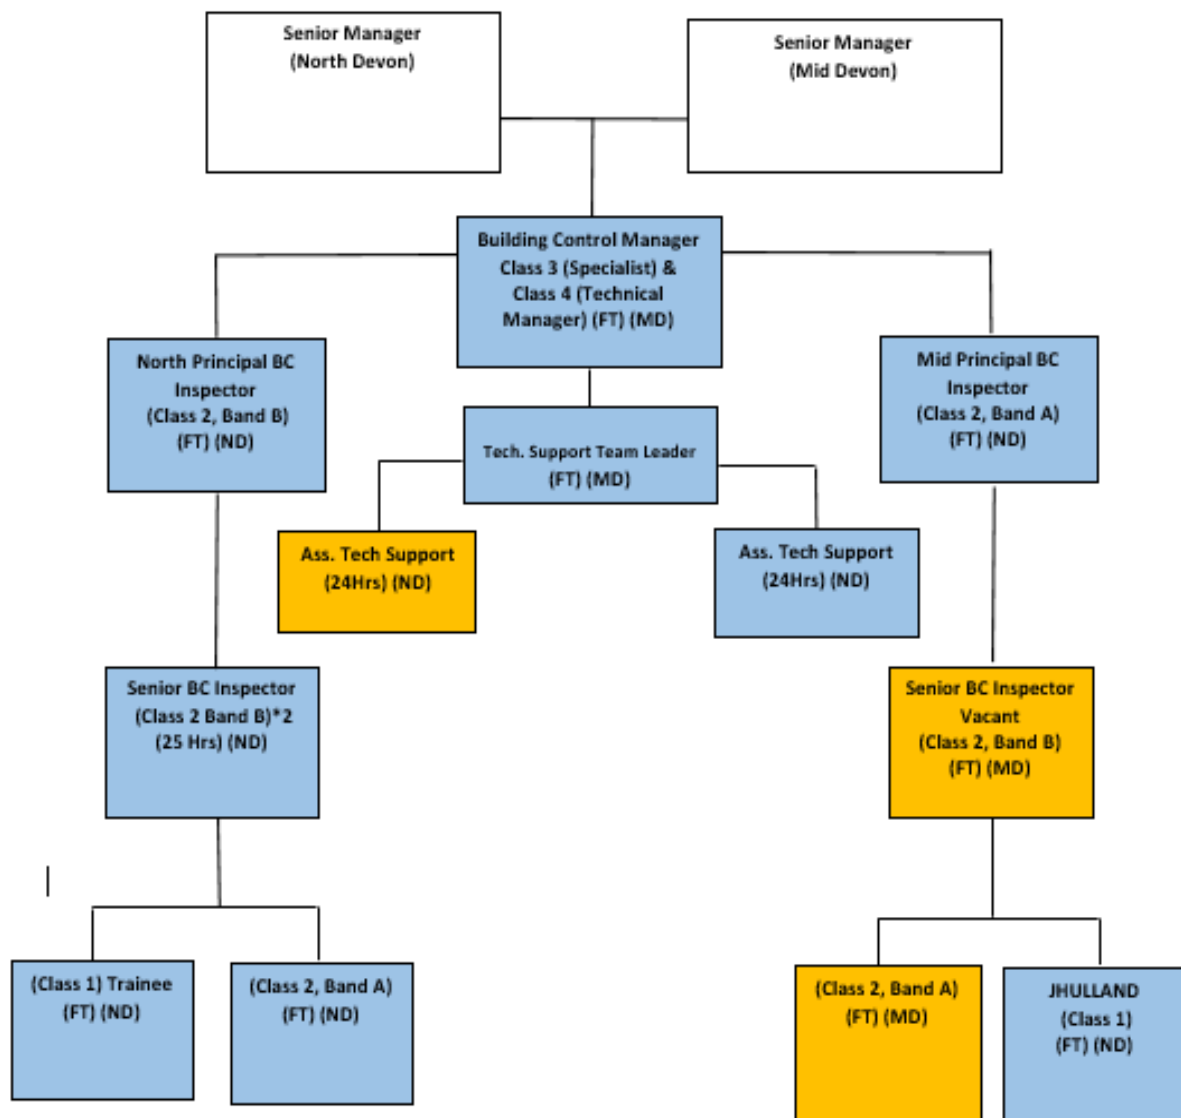 Senior Manager
(North Devon)
Senior Manager
(Mid Devon)
Building Control Manager
Class 3 (Specialist) &
Class 4 (Technical
Manager) (FT) (MD)
North Principal BC
Inspector
(Class 2, Band B)
(FT) (ND)
Mid Principal BC
Inspector
(Class 2, Band A)
(FT) (ND)
Tech. Support Team Leader
(FT) (MD)
Ass. Tech Support
(24Hrs) (ND)
Ass. Tech Support
(24Hrs) (ND)
Senior BC Inspector
(Class 2 Band B)*2
(25 Hrs) (ND)
Senior BC Inspector
Vacant
(Class 2, Band B)
(FT) (MD)
(Class 1) Trainee
(FT) (ND)
(Class 2, Band A)
(FT) (ND)
(Class 2, Band A)
(FT) (MD)
JHULLAND
(Class 1)
(FT) (ND)